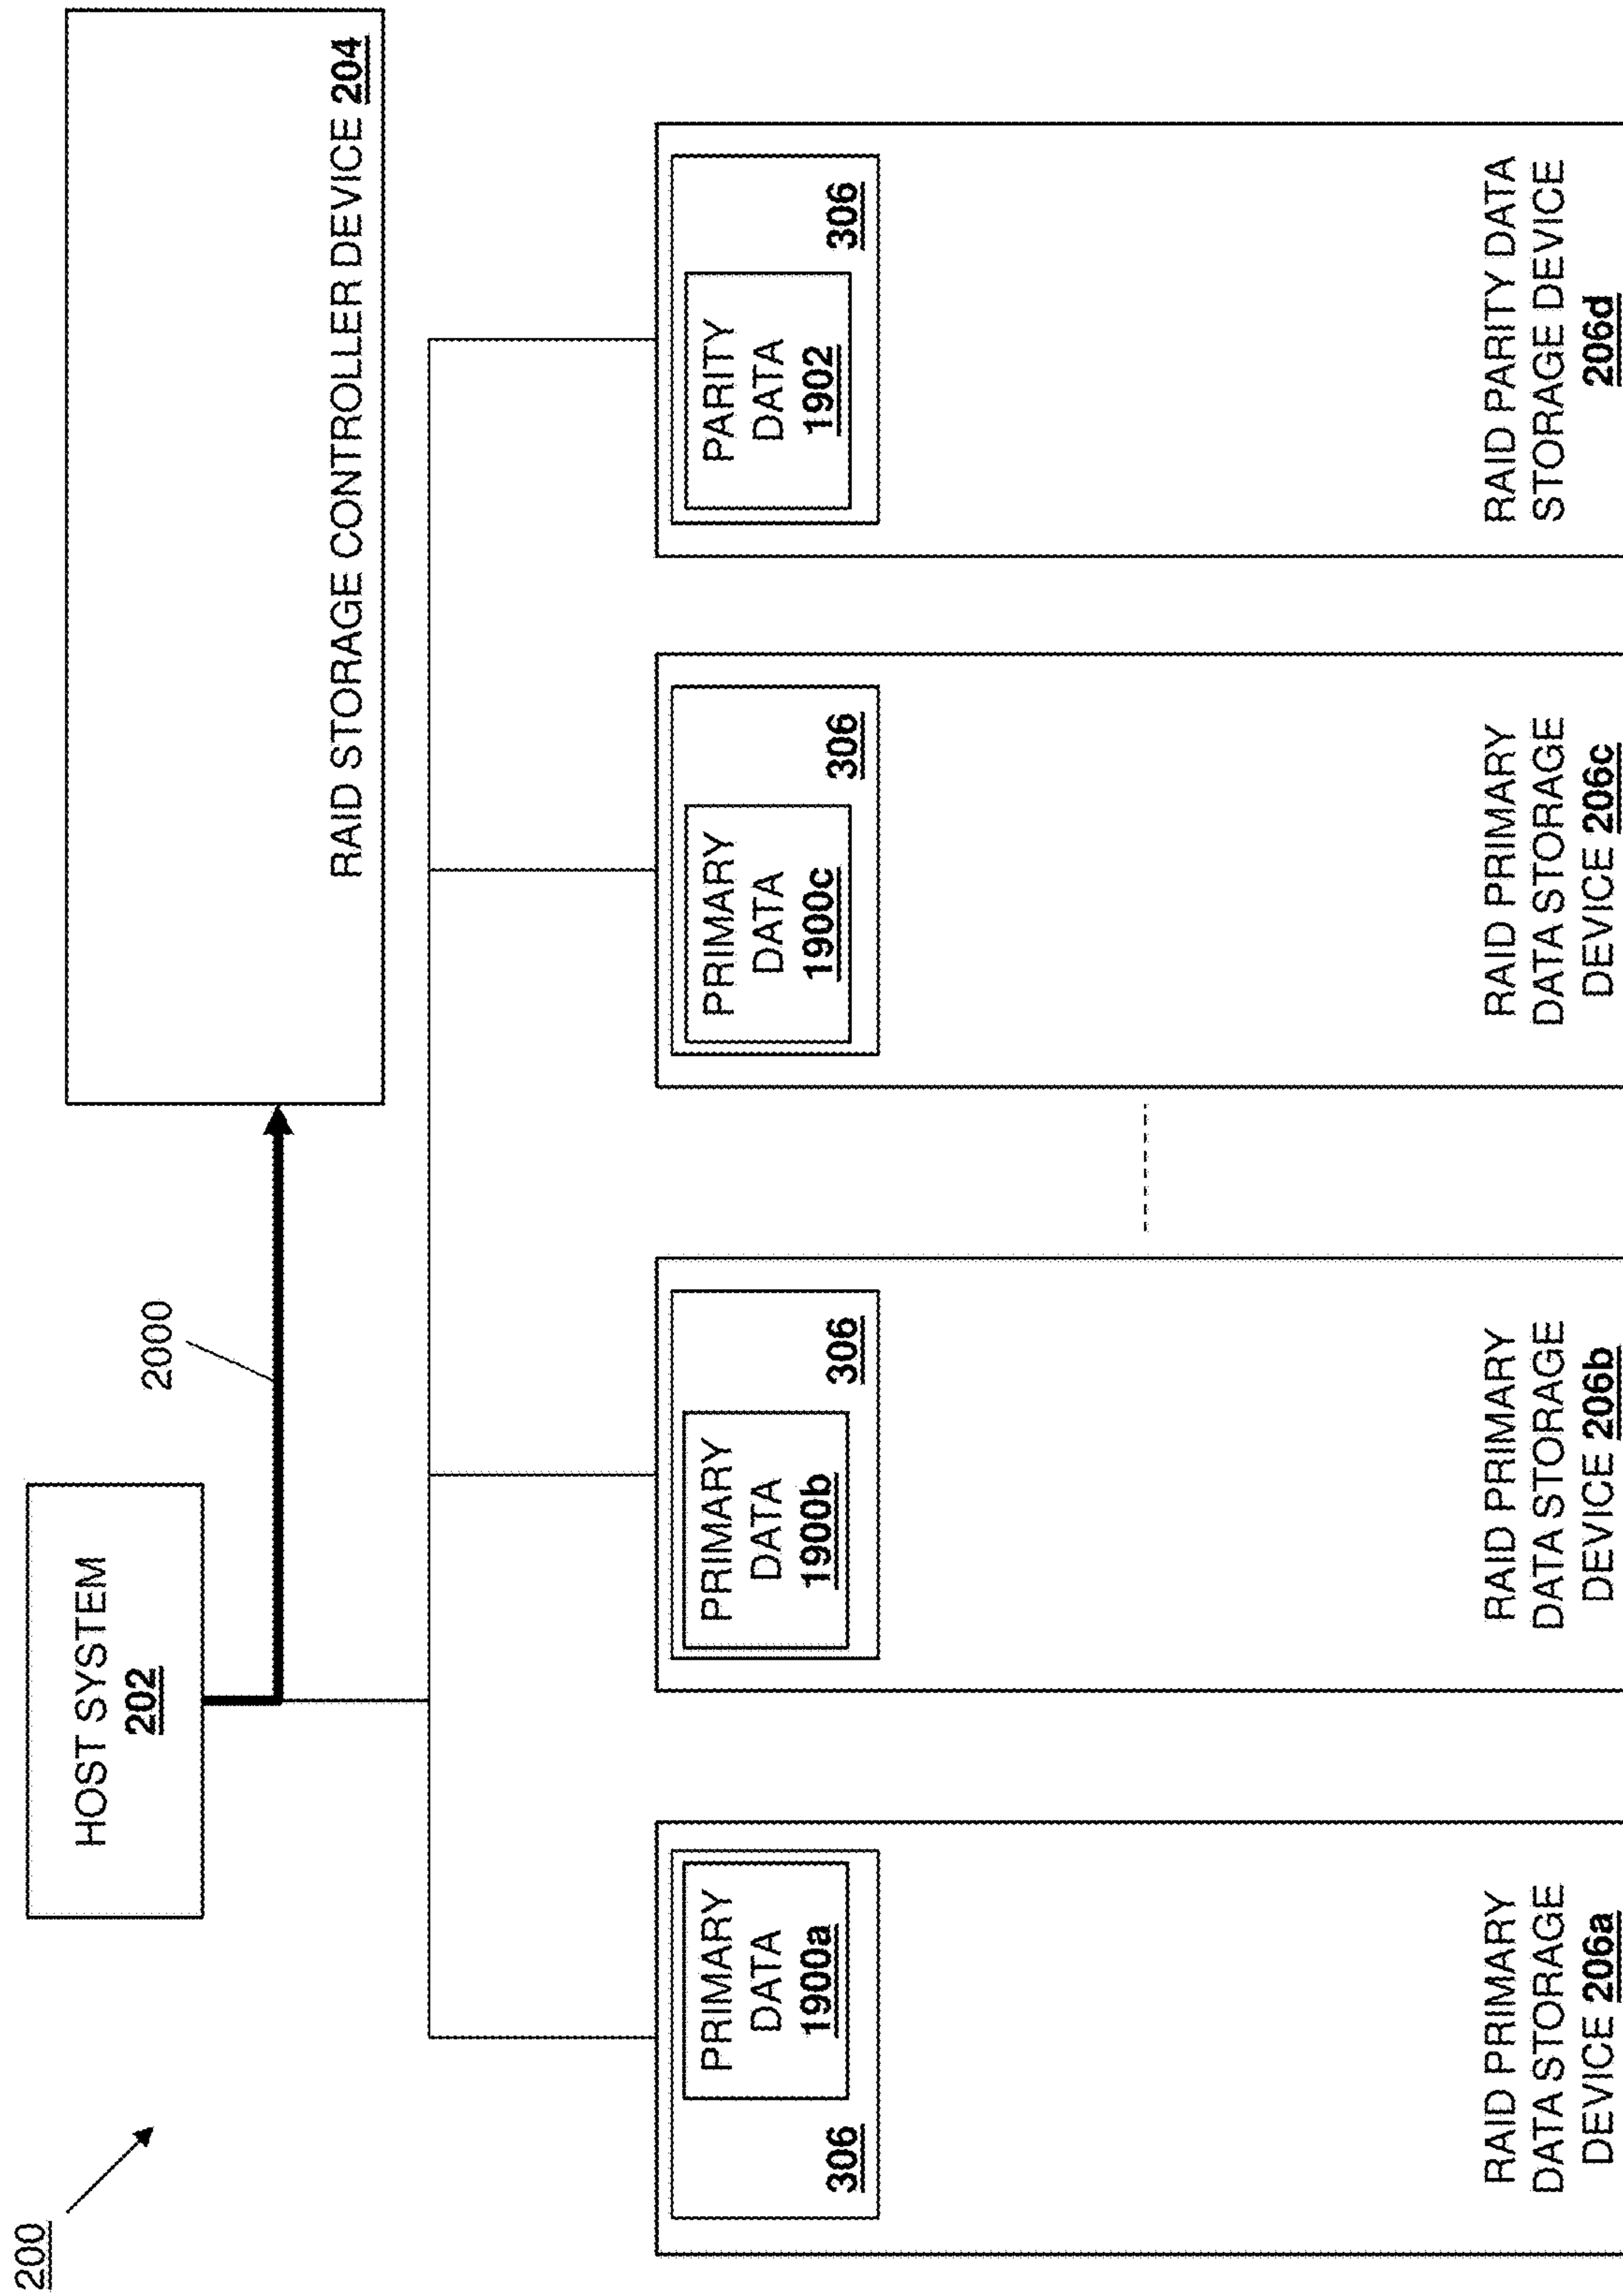 200
HOST SYSTEM
202
2000
RAID STORAGE CONTROLLER DEVICE 204
PRIMARY
DATA
1900a
306
RAID PRIMARY
DATA STORAGE
DEVICE 206a
PRIMARY
DATA
1900b
306
RAID PRIMARY
DATA STORAGE
DEVICE 206b
PRIMARY
DATA
1900c
306
RAID PRIMARY
DATA STORAGE
DEVICE 206c
PARITY
DATA
1902
306
RAID PARITY DATA
STORAGE DEVICE
206d